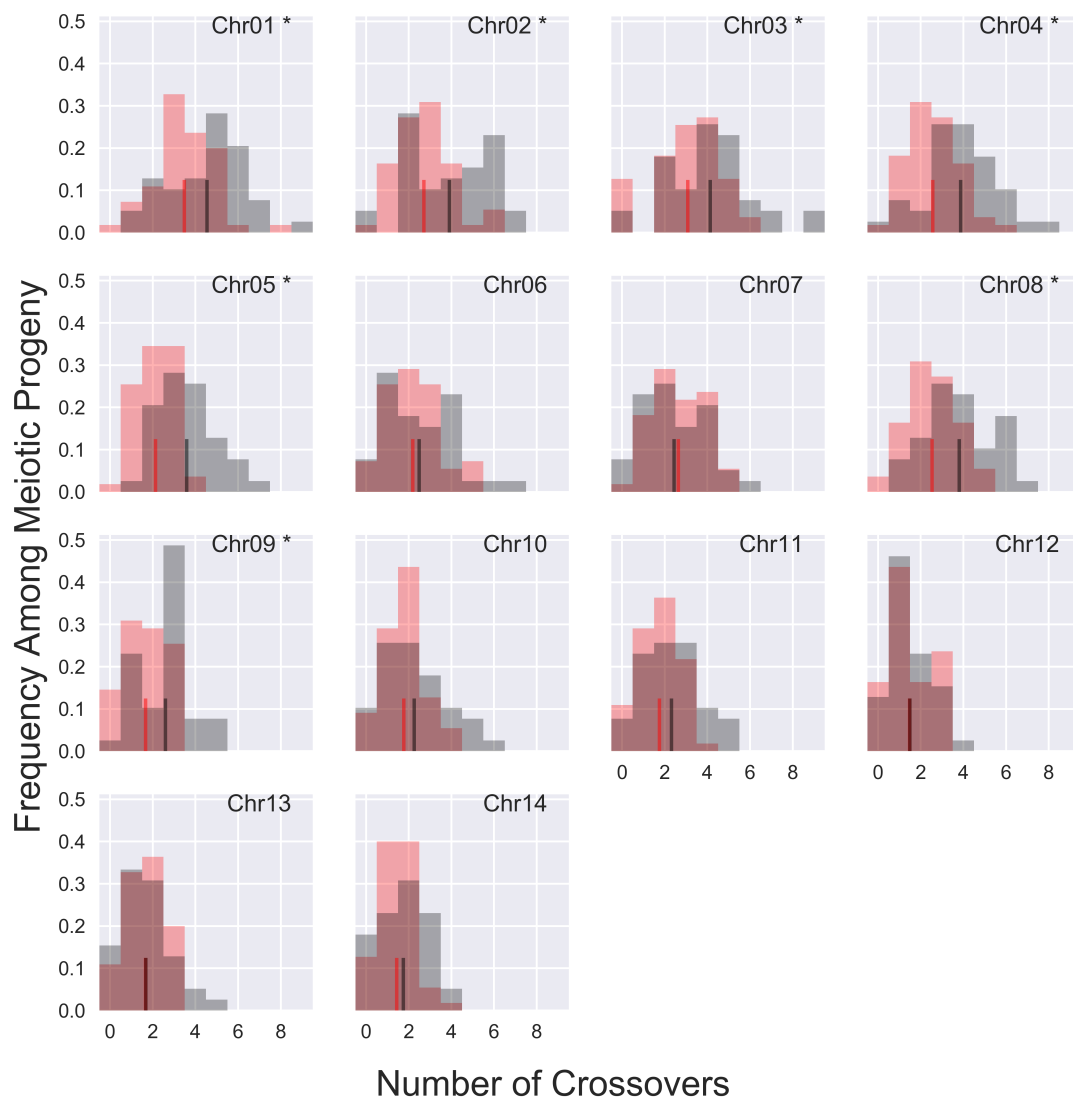 Frequency Among Meiotic Progeny
Chr01 *
Chr02 *
Chr03 *
Chr04 *
0.5
0.4
0.3
0.2
0.1
0.0
Chr05 *
Chr06
Chr07
Chr08 *
0.5
0.4
0.3
0.2
0.1
0.0
Chr09 *
Chr10
Chr11
Chr12
0.5
0.4
0.3
0.2
0.1
0.0
0 2 4 6 8
0 2 4 6 8
Chr13
Chr14
0.5
0.4
0.3
0.2
0.1
0.0
0 2 4 6 8
0 2 4 6 8
Number of Crossovers